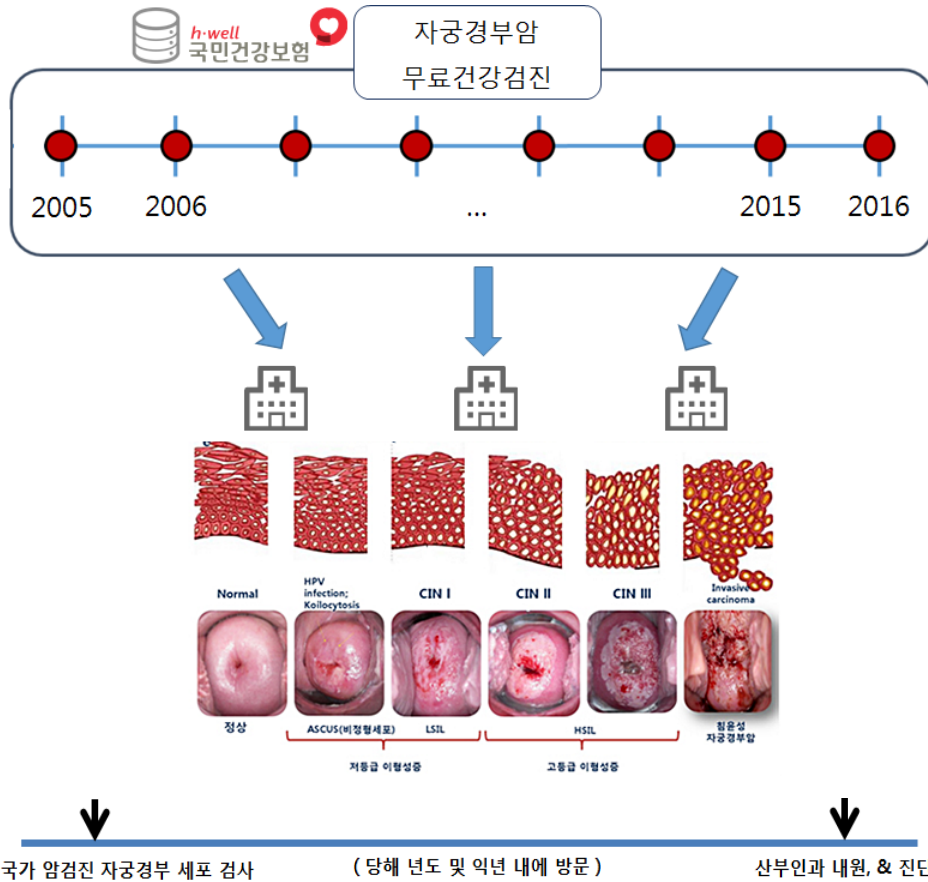 h·well
국민건강보험
자궁경부암
무료건강검진
2005 2006 ... 2015 2016
Normal
HPV
infection;
Koilocytosis
CIN I
CIN II
CIN III
Invasive
carcinoma
정상
ASCUS(비정형세포)
LSIL
HSIL
침윤성
자궁경부암
저등급 이형성증
고등급 이형성증
국가 암검진 자궁경부 세포 검사
( 당해 년도 및 익년 내에 방문 )
산부인과 내원, & 진단